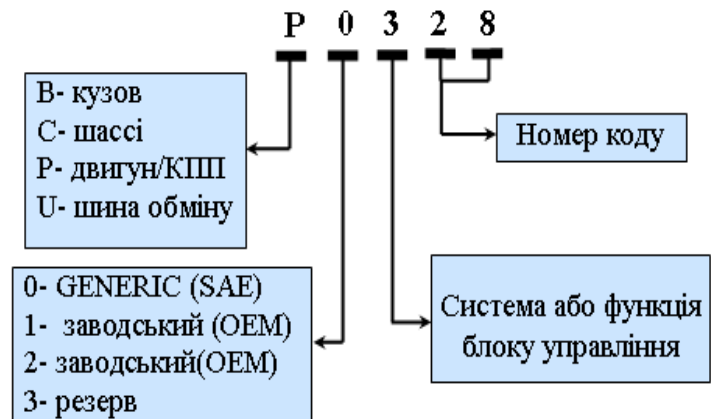 P 0 3 2 8
B- кузов
C- шассі
P- двигун/КПП
U- шина обміну
Номер коду
0- GENERIC (SAE)
1- заводський (OEM)
2- заводський(OEM)
3- резерв
Система або функція
блоку управління